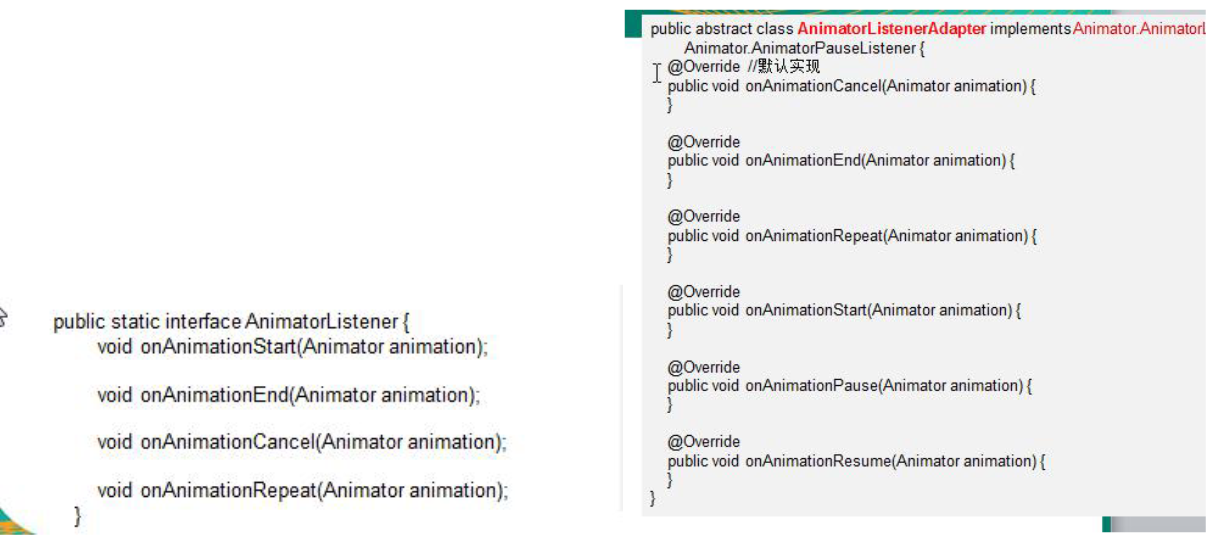 public static interface AnimatorListener {
void onAnimationStart(Animator animation);
void onAnimationEnd(Animator animation);
void onAnimationCancel(Animator animation);
void onAnimationRepeat(Animator animation);
}
public abstract class AnimatorListenerAdapter implements Animator.AnimatorL
Animator.AnimatorPauseListener {
@Override //默认实现
public void onAnimationCancel(Animator animation) {
}
@Override
public void onAnimationEnd(Animator animation) {
}
@Override
public void onAnimationRepeat(Animator animation) {
}
@Override
public void onAnimationStart(Animator animation) {
}
@Override
public void onAnimationPause(Animator animation) {
}
@Override
public void onAnimationResume(Animator animation) {
}
}